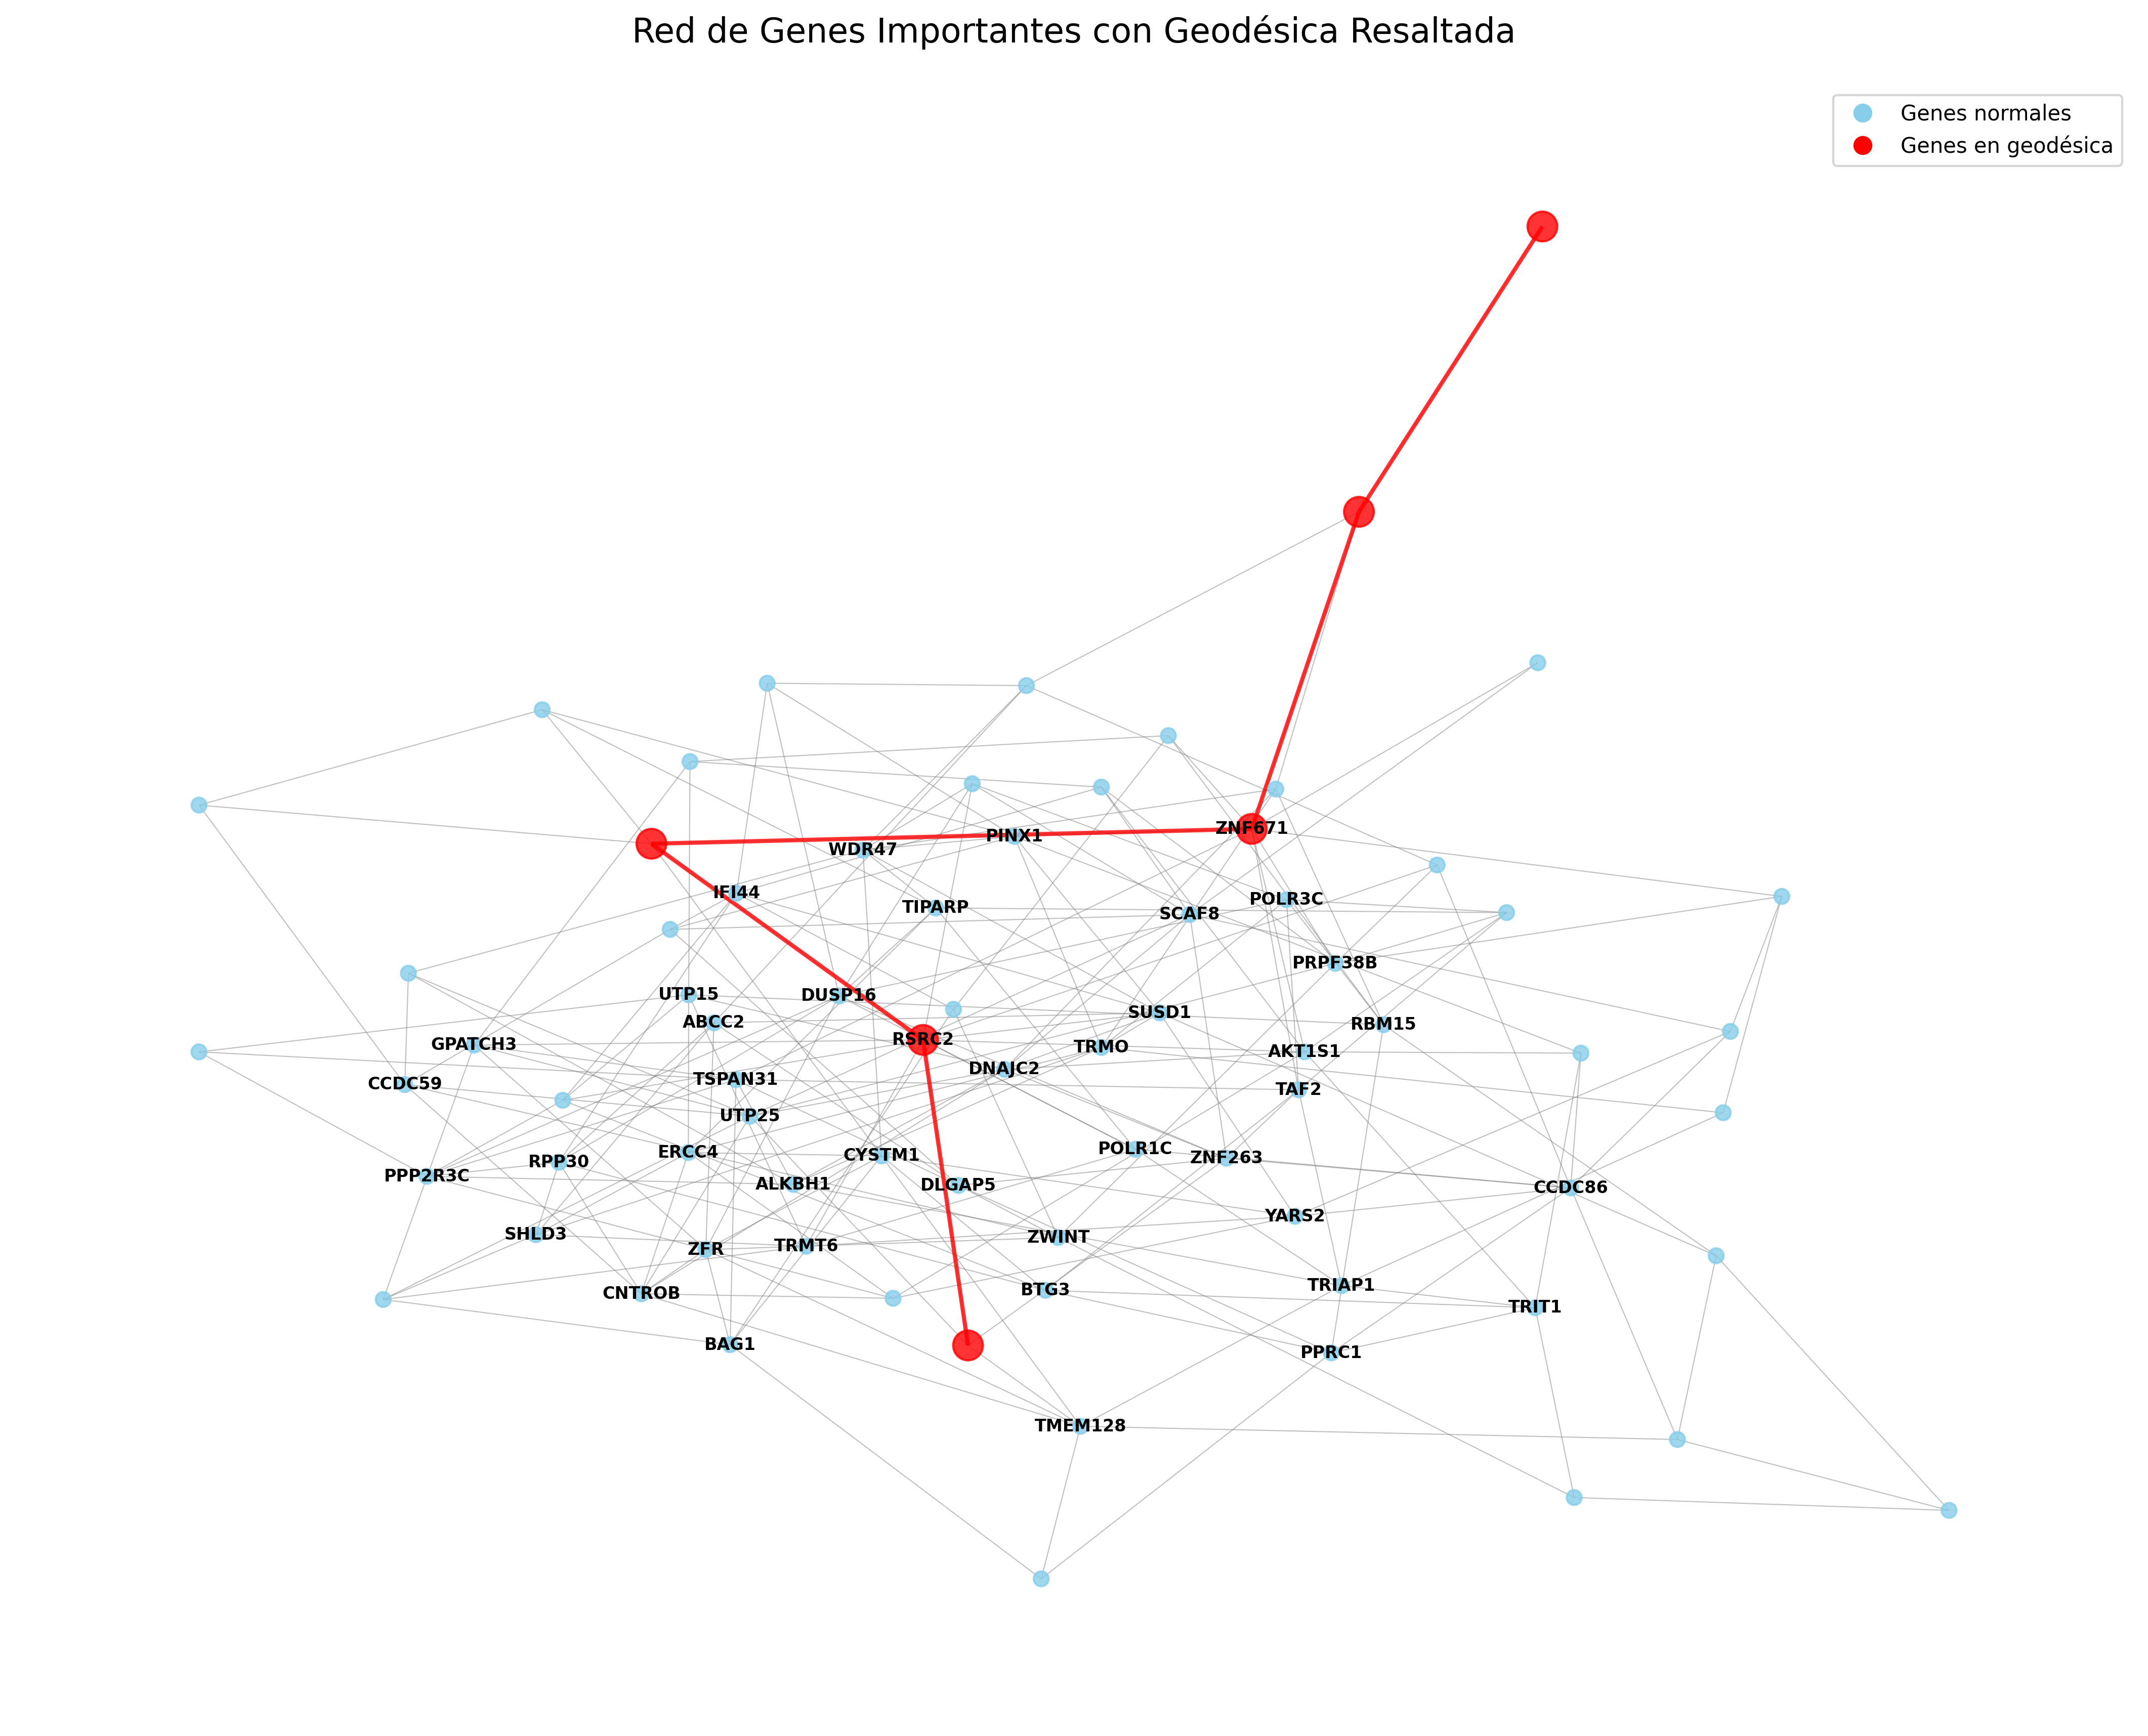 Red de Genes Importantes con Geodésica Resaltada
Genes normales
Genes en geodésica
ZNF671
PINX1
WDR47
IFI44
POLR3C
TIPARP
SCAF8
PRPF38B
UTP15
DUSP16
SUSD1
ABCC2
RBM15
RSRC2
GPATCH3
TRMO
AKT1S1
DNAJC2
TSPAN31
CCDC59
TAF2
UTP25
POLR1C
ERCC4
CYSTM1
ZNF263
RPP30
PPP2R3C
ALKBH1
DLGAP5
CCDC86
YARS2
SHLD3
ZWINT
TRMT6
ZFR
TRIAP1
BTG3
CNTROB
TRIT1
BAG1
PPRC1
TMEM128